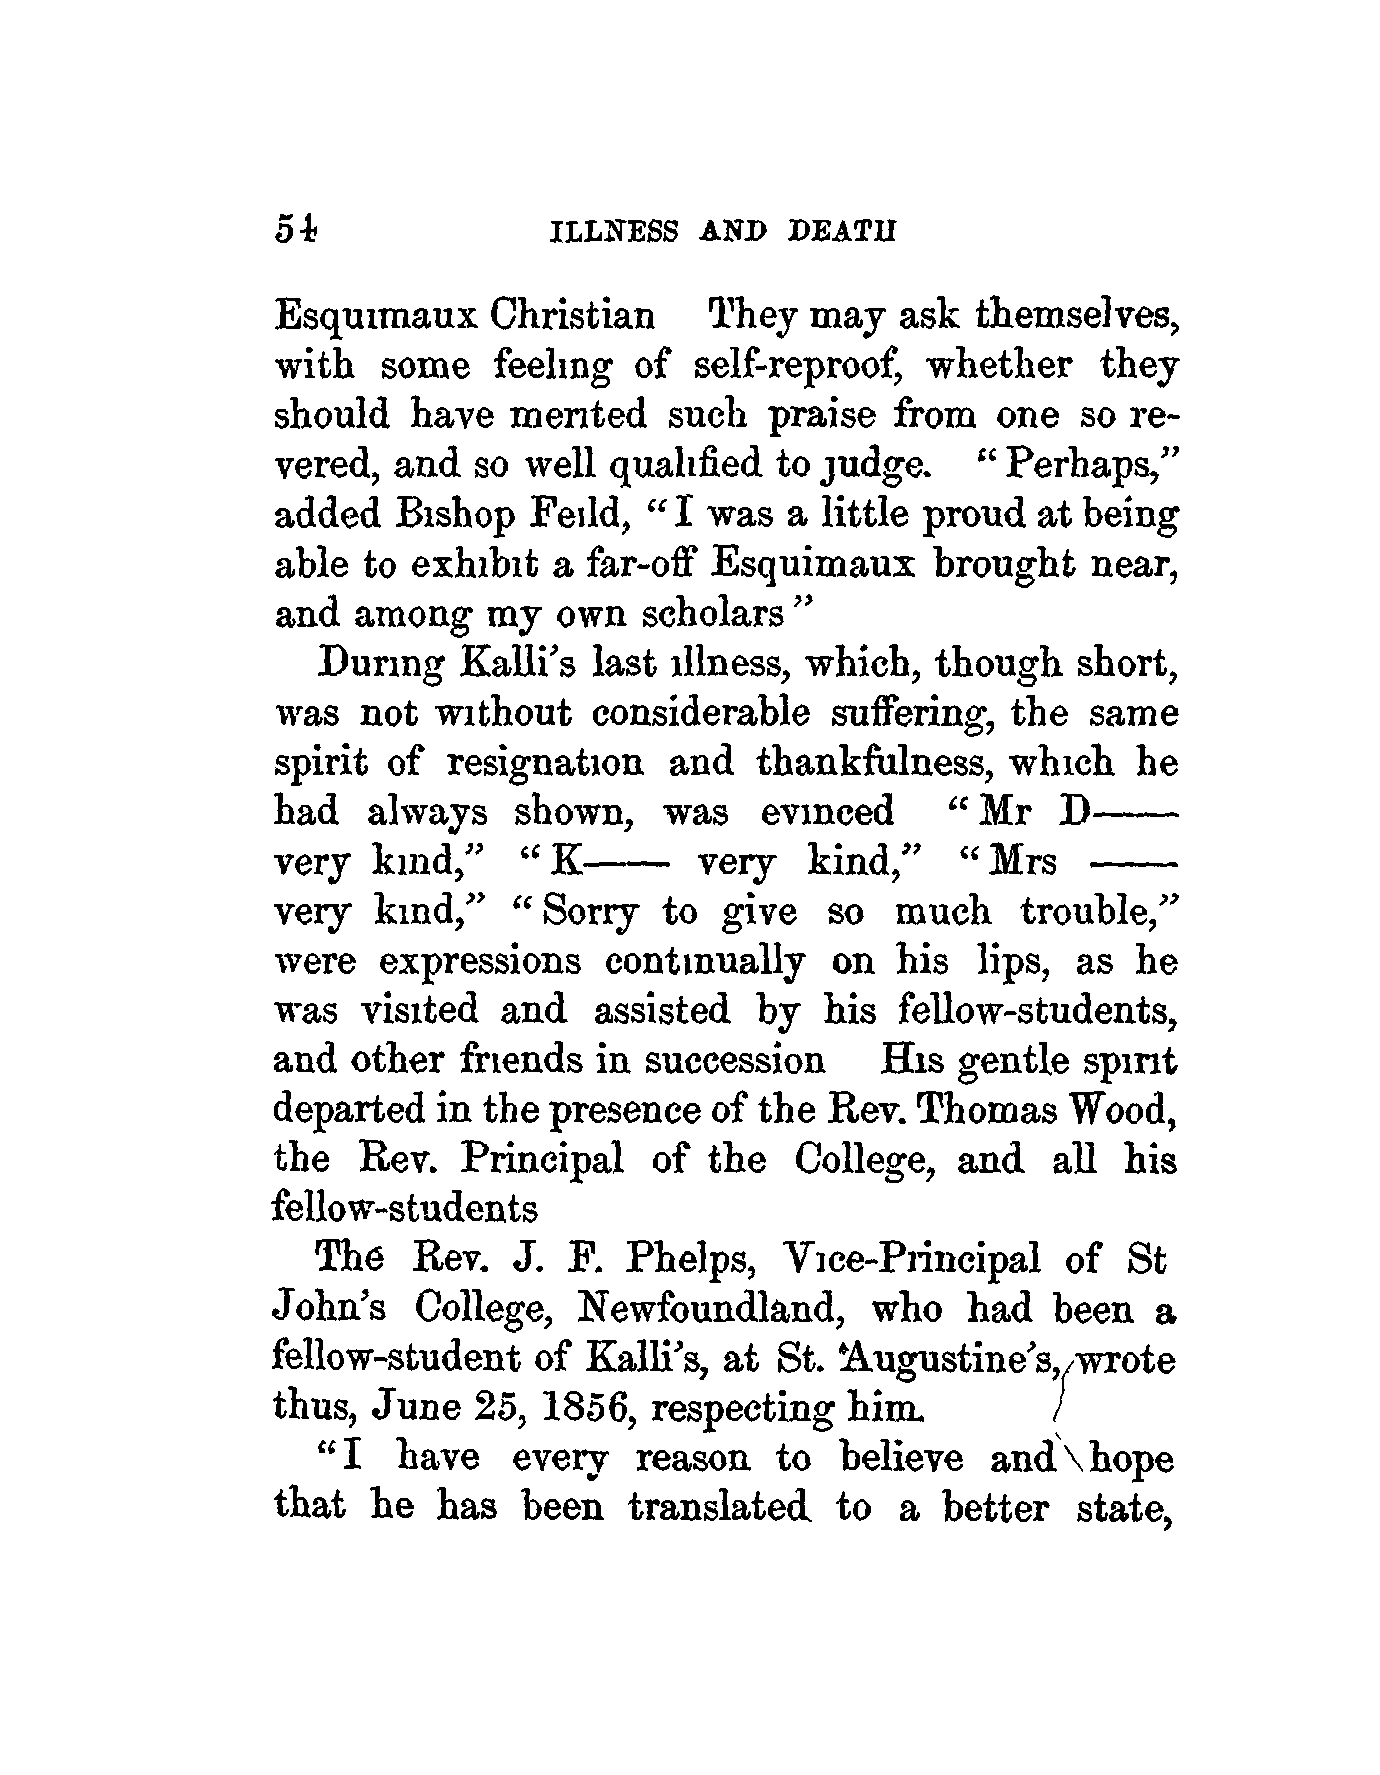 54 ILLNESS AND DEATH
Esquimaux Christian They may ask themselves,
with some feeling of self-reproof, whether they
should have merited such praise from one so re-
vered, and so well qualified to judge. "Perhaps,"
added Bishop Feild, "I was a little proud at being
able to exhibit a far-off Esquimaux brought near,
and among my own scholars"
During Kalli's last illness, which, though short,
was not without considerable suffering, the same
spirit of resignation and thankfulness, which he
had always shown, was evinced "Mr D——
very kind," "K—— very kind," "Mrs ——
very kind," "Sorry to give so much trouble,"
were expressions continually on his lips, as he
was visited and assisted by his fellow-students,
and other friends in succession His gentle spirit
departed in the presence of the Rev. Thomas Wood,
the Rev. Principal of the College, and all his
fellow-students
The Rev. J. F. Phelps, Vice-Principal of St
John's College, Newfoundland, who had been a
fellow-student of Kalli's, at St. Augustine's, wrote
thus, June 25, 1856, respecting him.
"I have every reason to believe and hope
that he has been translated to a better state,